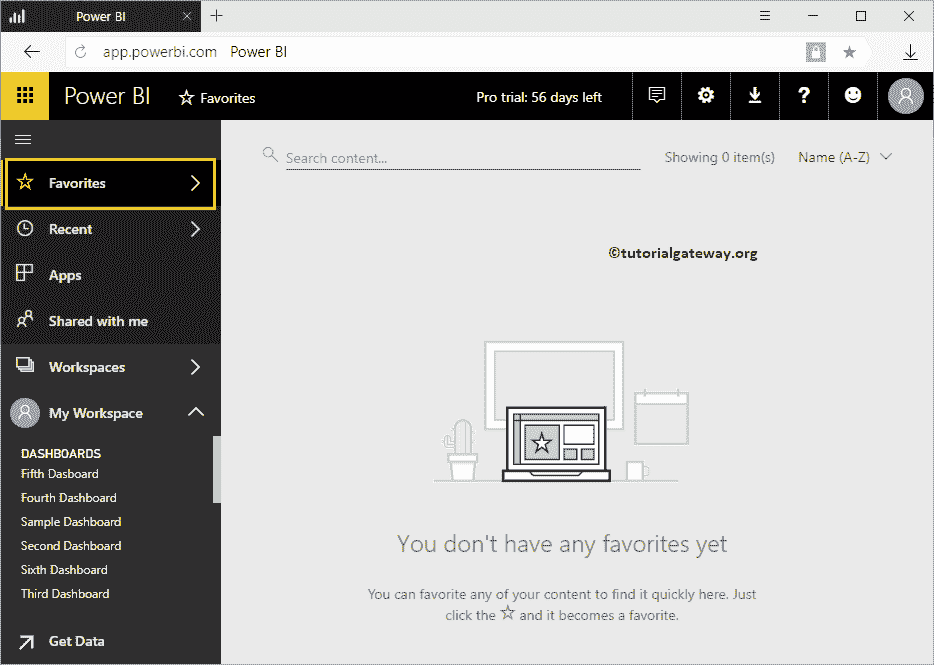 Power BI
app.powerbi.com Power BI
Power BI Favorites Pro trial: 56 days left ?
Favorites
Recent
Apps
Shared with me
Workspaces
My Workspace
DASHBOARDS
Fifth Dasboard
Fourth Dashboard
Sample Dashboard
Second Dashboard
Sixth Dashboard
Third Dashboard
Get Data
Search content... Showing 0 item(s) Name (A-Z)
©tutorialgateway.org
You don't have any favorites yet
You can favorite any of your content to find it quickly here. Just
click the ☆ and it becomes a favorite.